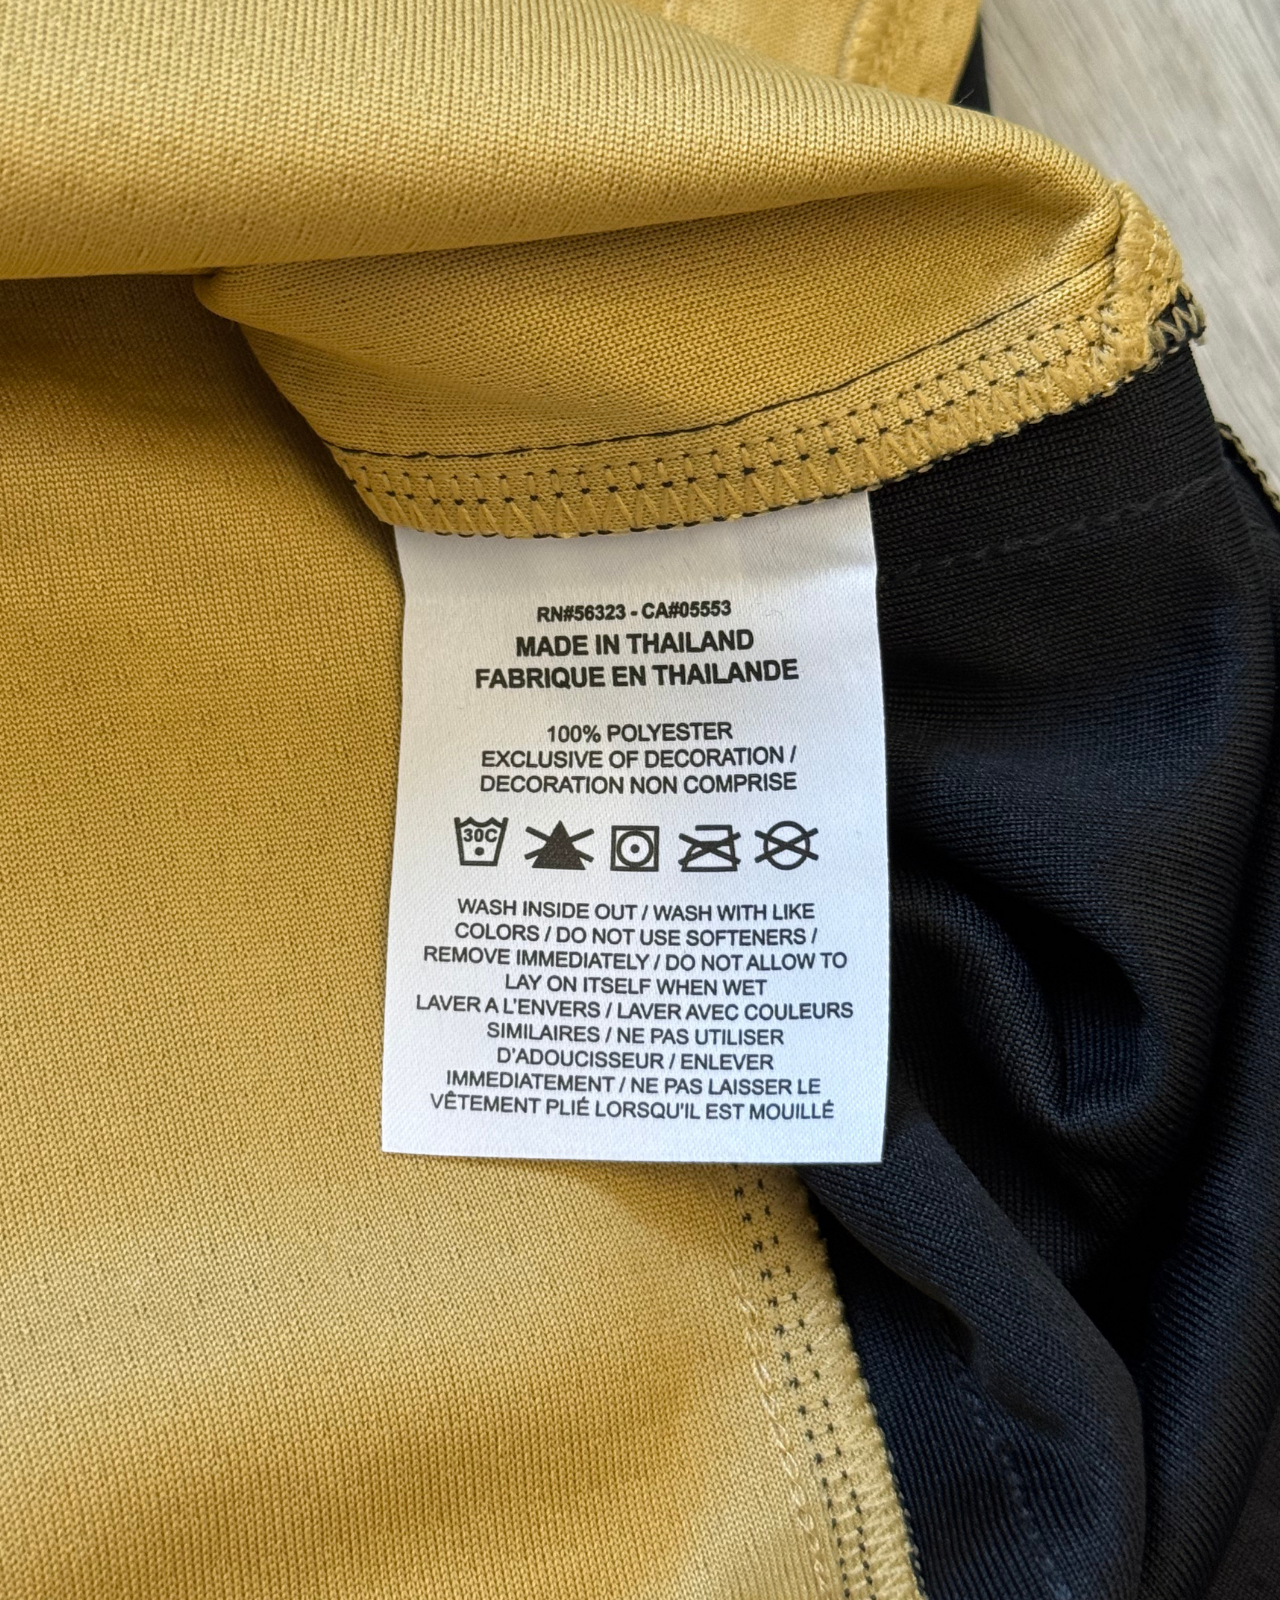 RN#56323 - CA#05553
MADE IN THAILAND
FABRIQUE EN THAILANDE
100% POLYESTER
EXCLUSIVE OF DECORATION /
DECORATION NON COMPRISE
30C
WASH INSIDE OUT / WASH WITH LIKE
COLORS / DO NOT USE SOFTENERS /
REMOVE IMMEDIATELY / DO NOT ALLOW TO
LAY ON ITSELF WHEN WET
LAVER A L'ENVERS / LAVER AVEC COULEURS
SIMILAIRES / NE PAS UTILISER
D'ADOUCISSEUR / ENLEVER
IMMEDIATEMENT / NE PAS LAISSER LE
VÊTEMENT PLIÉ LORSQU'IL EST MOUILLÉ